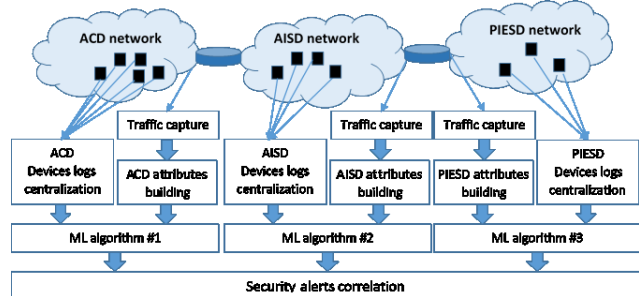 ACD network
AISD network
PIESD network
Traffic capture
Traffic capture
Traffic capture
ACD
Devices logs
centralization
ACD attributes
building
AISD
Devices logs
centralization
AISD attributes
building
PIESD attributes
building
PIESD
Devices logs
centralization
ML algorithm #1
ML algorithm #2
ML algorithm #3
Security alerts correlation